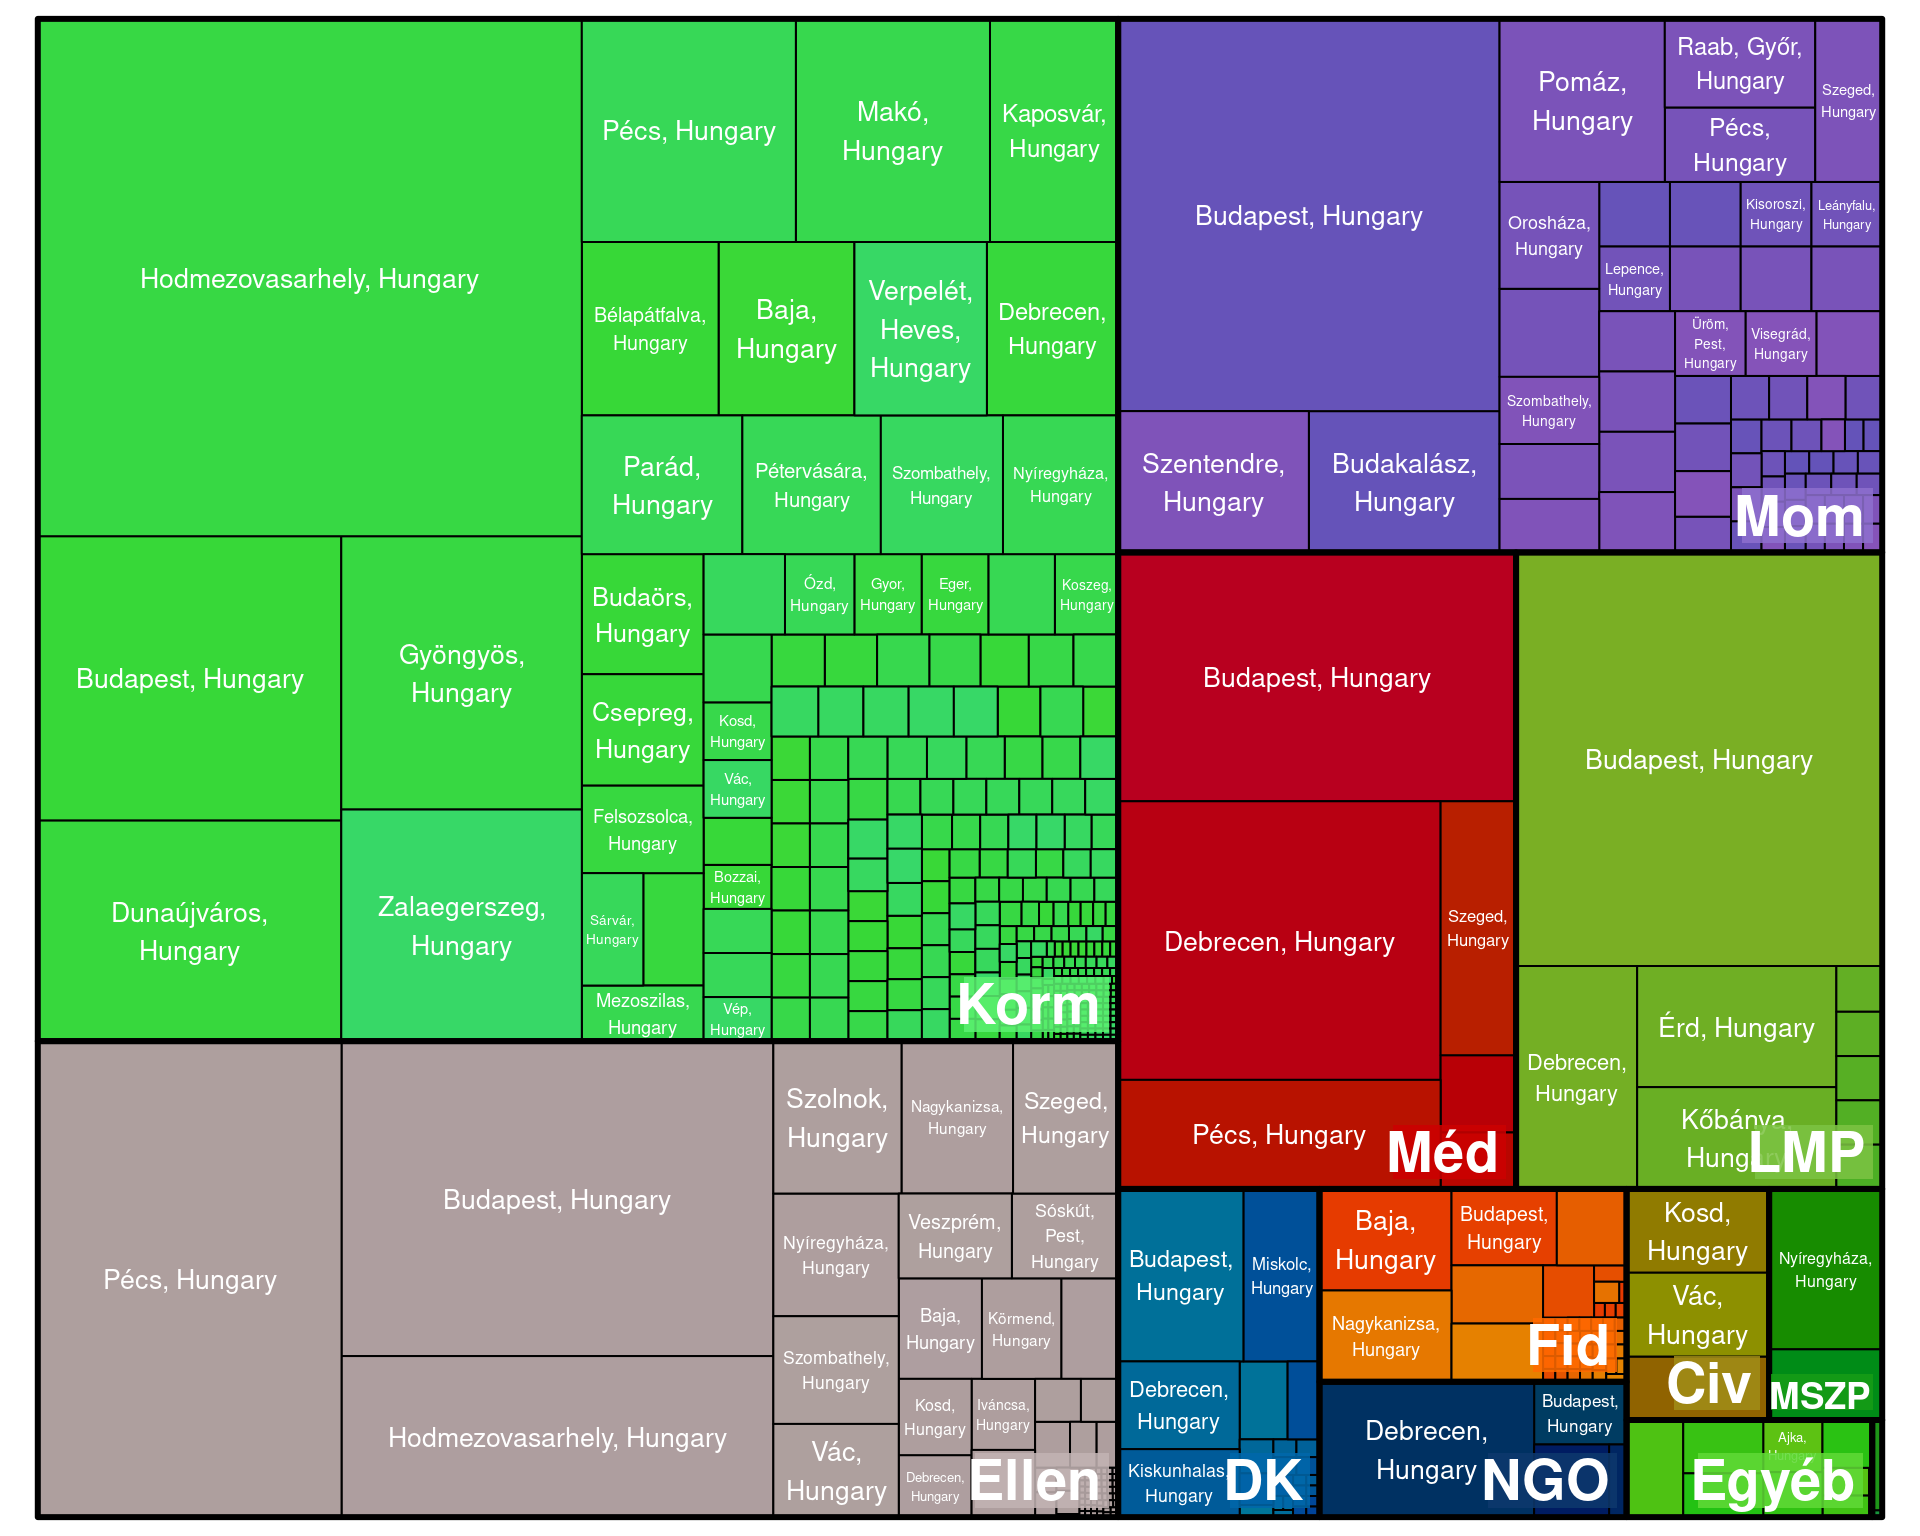 Hodmezovasarhely, Hungary
Pécs, Hungary
Makó,
Hungary
Kaposvár,
Hungary
Bélapátfalva,
Hungary
Baja,
Hungary
Verpelét,
Heves,
Hungary
Debrecen,
Hungary
Parád,
Hungary
Pétervására,
Hungary
Szombathely,
Hungary
Nyíregyháza,
Hungary
Budapest, Hungary
Gyöngyös,
Hungary
Dunaújváros,
Hungary
Zalaegerszeg,
Hungary
Budaörs,
Hungary
Ózd,
Hungary
Gyor,
Hungary
Eger,
Hungary
Koszeg,
Hungary
Csepreg,
Hungary
Kosd,
Hungary
Vác,
Hungary
Felsozsolca,
Hungary
Bozzai,
Hungary
Sárvár,
Hungary
Mezoszilas,
Hungary
Vép,
Hungary
Korm
Budapest, Hungary
Pomáz,
Hungary
Raab, Győr,
Hungary
Pécs,
Hungary
Szeged,
Hungary
Orosháza,
Hungary
Kisoroszi,
Hungary
Leányfalu,
Hungary
Lepence,
Hungary
Üröm,
Pest,
Hungary
Visegrád,
Hungary
Szombathely,
Hungary
Szentendre,
Hungary
Budakalász,
Hungary
Mom
Budapest, Hungary
Debrecen, Hungary
Szeged,
Hungary
Pécs, Hungary
Méd
Budapest, Hungary
Debrecen,
Hungary
Érd, Hungary
Kőbánya,
Hungary
LMP
Pécs, Hungary
Budapest, Hungary
Hodmezovasarhely, Hungary
Szolnok,
Hungary
Nagykanizsa,
Hungary
Szeged,
Hungary
Nyíregyháza,
Hungary
Veszprém,
Hungary
Sóskút,
Pest,
Hungary
Szombathely,
Hungary
Baja,
Hungary
Körmend,
Hungary
Vác,
Hungary
Kosd,
Hungary
Iváncsa,
Hungary
Debrecen,
Hungary
Ellen
Budapest,
Hungary
Miskolc,
Hungary
Debrecen,
Hungary
Kiskunhalas,
Hungary
DK
Baja,
Hungary
Budapest,
Hungary
Nagykanizsa,
Hungary
Fid
Debrecen,
Hungary
Budapest,
Hungary
NGO
Kosd,
Hungary
Vác,
Hungary
Civ
Nyíregyháza,
Hungary
MSZP
Ajka,
Hungary
Egyéb